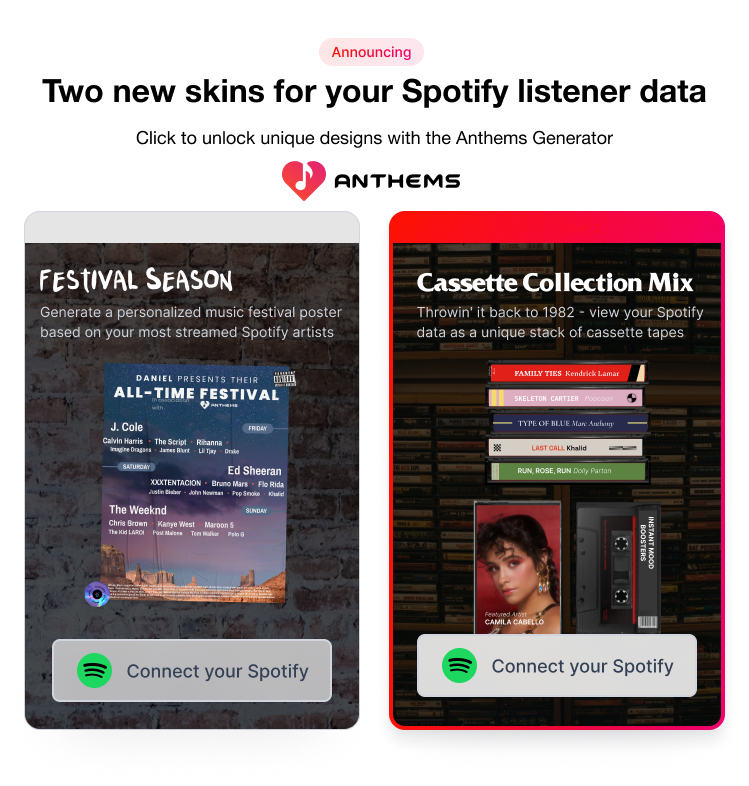 Announcing
Two new skins for your Spotify listener data
Click to unlock unique designs with the Anthems Generator
ANTHEMS
FESTIVAL SEASON
Generate a personalized music festival poster
based on your most streamed Spotify artists
DANIEL PRESENTS THEIR
ALL-TIME FESTIVAL
in association
with
ANTHEMS
FRIDAY
J. Cole
Calvin Harris · The Script · Rihanna
Imagine Dragons · James Blunt · Lil Tjay · Drake
SATURDAY
Ed Sheeran
XXXTENTACION · Bruno Mars · Flo Rida
Justin Bieber · John Newman · Pop Smoke · Khalid
The Weeknd
SUNDAY
Chris Brown · Kanye West · Maroon 5
The Kid LAROI · Post Malone · Tom Walker · Polo G
Connect your Spotify
Cassette Collection Mix
Throwin' it back to 1982 - view your Spotify
data as a unique stack of cassette tapes
FAMILY TIES Kendrick Lamar
SKELETON CARTIER Poocoon
TYPE OF BLUE Marc Anthony
LAST CALL Khalid
RUN, ROSE, RUN Dolly Parton
INSTANT MOOD
BOOSTERS
Featured Artist
CAMILA CABELLO
Connect your Spotify